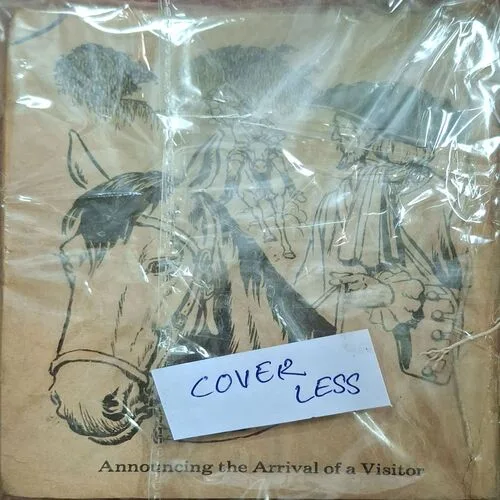 COVER
LESS
Announcing the Arrival of a Visitor